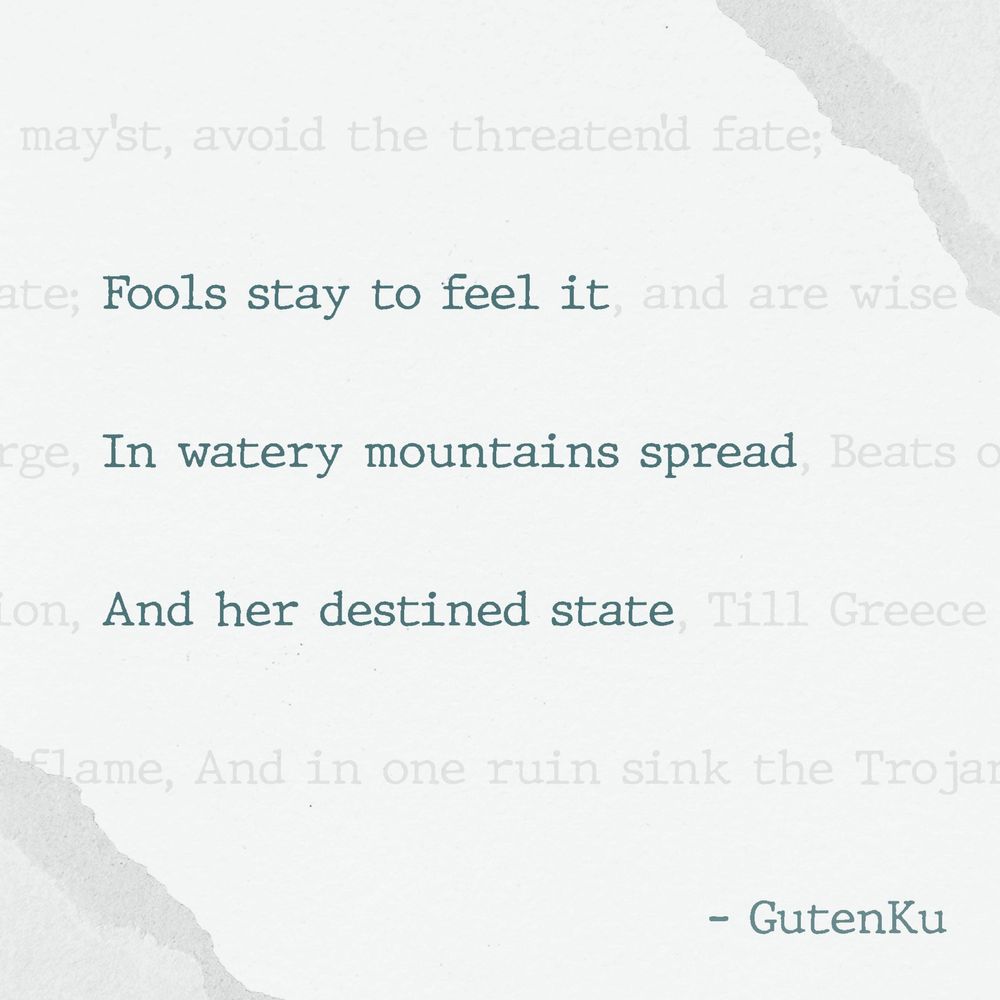 may'st, avoid the threaten'd fate;
ate; Fools stay to feel it, and are wise
rge, In watery mountains spread, Beats o
ion, And her destined state, Till Greece
flame, And in one ruin sink the Trojan
- GutenKu